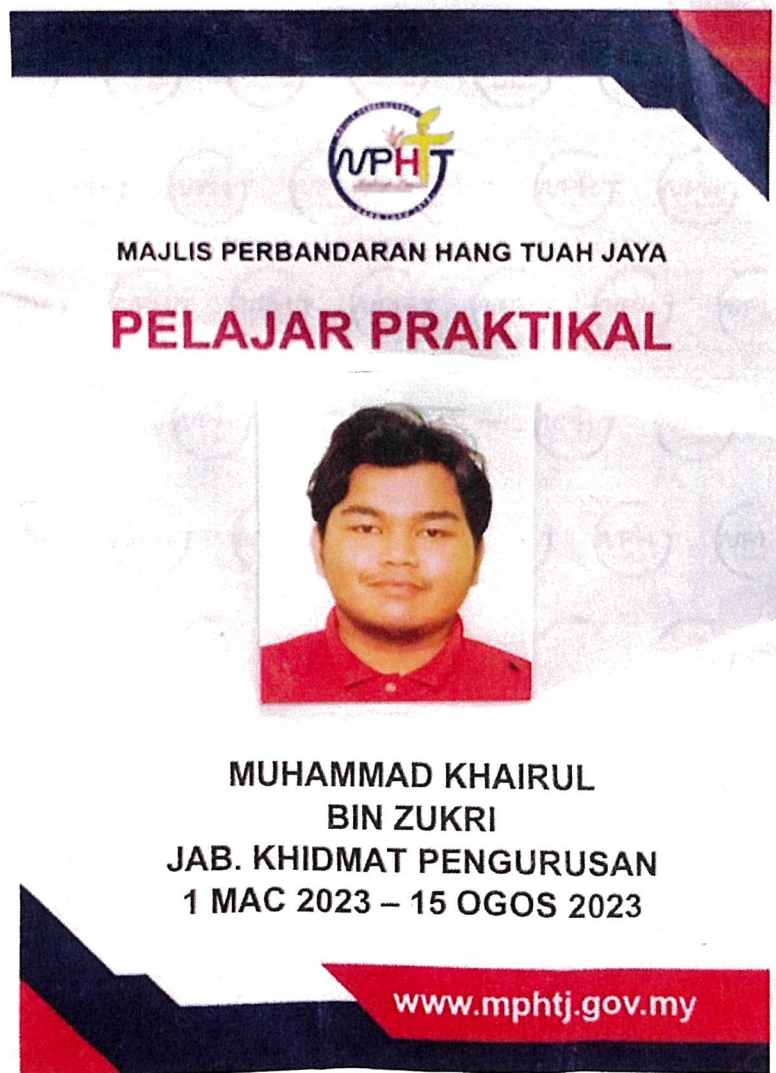 MPHTJ
MAJLIS PERBANDARAN HANG TUAH JAYA
PELAJAR PRAKTIKAL
MUHAMMAD KHAIRUL
BIN ZUKRI
JAB. KHIDMAT PENGURUSAN
1 MAC 2023 – 15 OGOS 2023
www.mphtj.gov.my